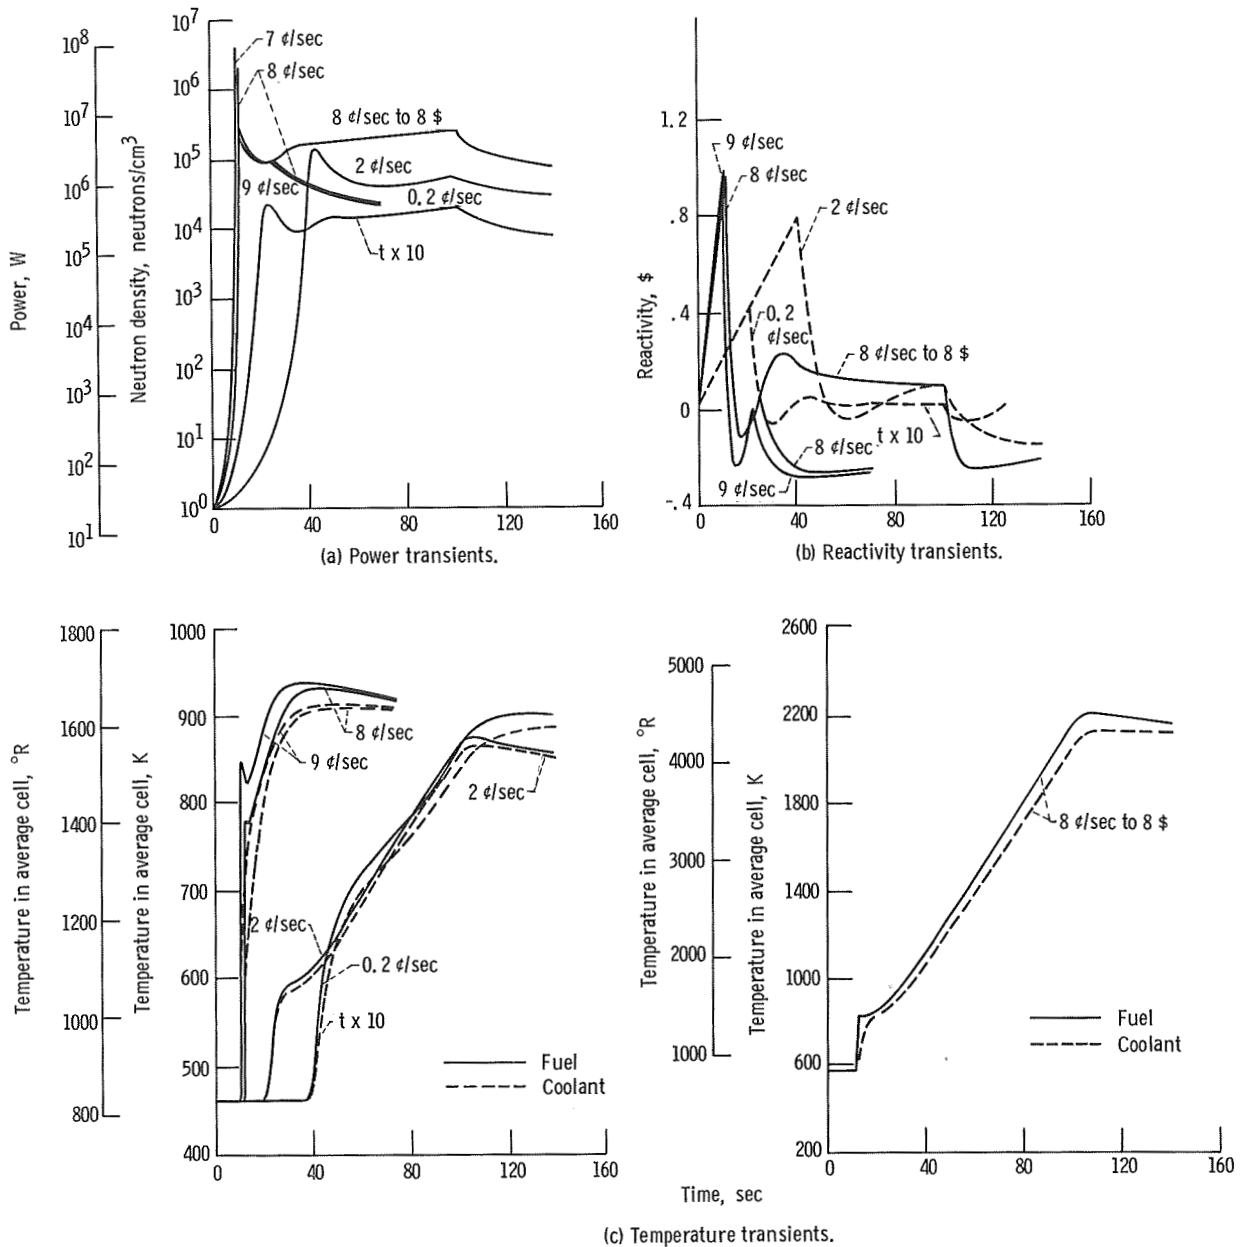 Power, W
10^8
10^7
10^6
10^5
10^4
10^3
10^2
10^1
Neutron density, neutrons/cm^3
10^7
10^6
10^5
10^4
10^3
10^2
10^1
10^0
7 ¢/sec
8 ¢/sec
8 ¢/sec to 8 $
2 ¢/sec
9 ¢/sec
0.2 ¢/sec
t x 10
0 40 80 120 160
(a) Power transients.
Reactivity, $
1.2
.8
.4
0
-.4
9 ¢/sec
8 ¢/sec
2 ¢/sec
0.2
¢/sec
8 ¢/sec to 8 $
t x 10
8 ¢/sec
9 ¢/sec
0 40 80 120 160
(b) Reactivity transients.
Temperature in average cell, °R
1800
1600
1400
1200
1000
800
Temperature in average cell, K
1000
900
800
700
600
500
400
8 ¢/sec
9 ¢/sec
2 ¢/sec
2 ¢/sec
0.2 ¢/sec
t x 10
Fuel
Coolant
0 40 80 120 160
Temperature in average cell, °R
5000
4000
3000
2000
1000
Temperature in average cell, K
2600
2200
1800
1400
1000
600
200
8 ¢/sec to 8 $
Fuel
Coolant
0 40 80 120 160
Time, sec
(c) Temperature transients.